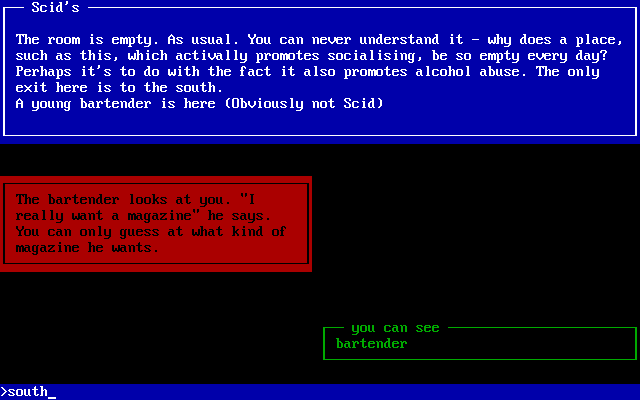 Scid's
The room is empty. As usual. You can never understand it - why does a place,
such as this, which activally promotes socialising, be so empty every day?
Perhaps it's to do with the fact it also promotes alcohol abuse. The only
exit here is to the south.
A young bartender is here (Obviously not Scid)
The bartender looks at you. "I
really want a magazine" he says.
You can only guess at what kind of
magazine he wants.
you can see
bartender
>south_